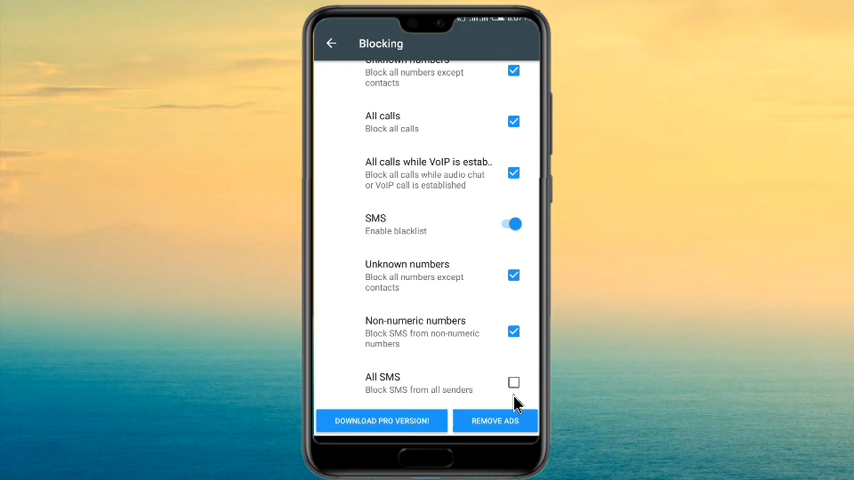 Blocking
Unknown numbers
Block all numbers except
contacts
All calls
Block all calls
All calls while VoIP is estab..
Block all calls while audio chat
or VoIP call is established
SMS
Enable blacklist
Unknown numbers
Block all numbers except
contacts
Non-numeric numbers
Block SMS from non-numeric
numbers
All SMS
Block SMS from all senders
DOWNLOAD PRO VERSION!
REMOVE ADS